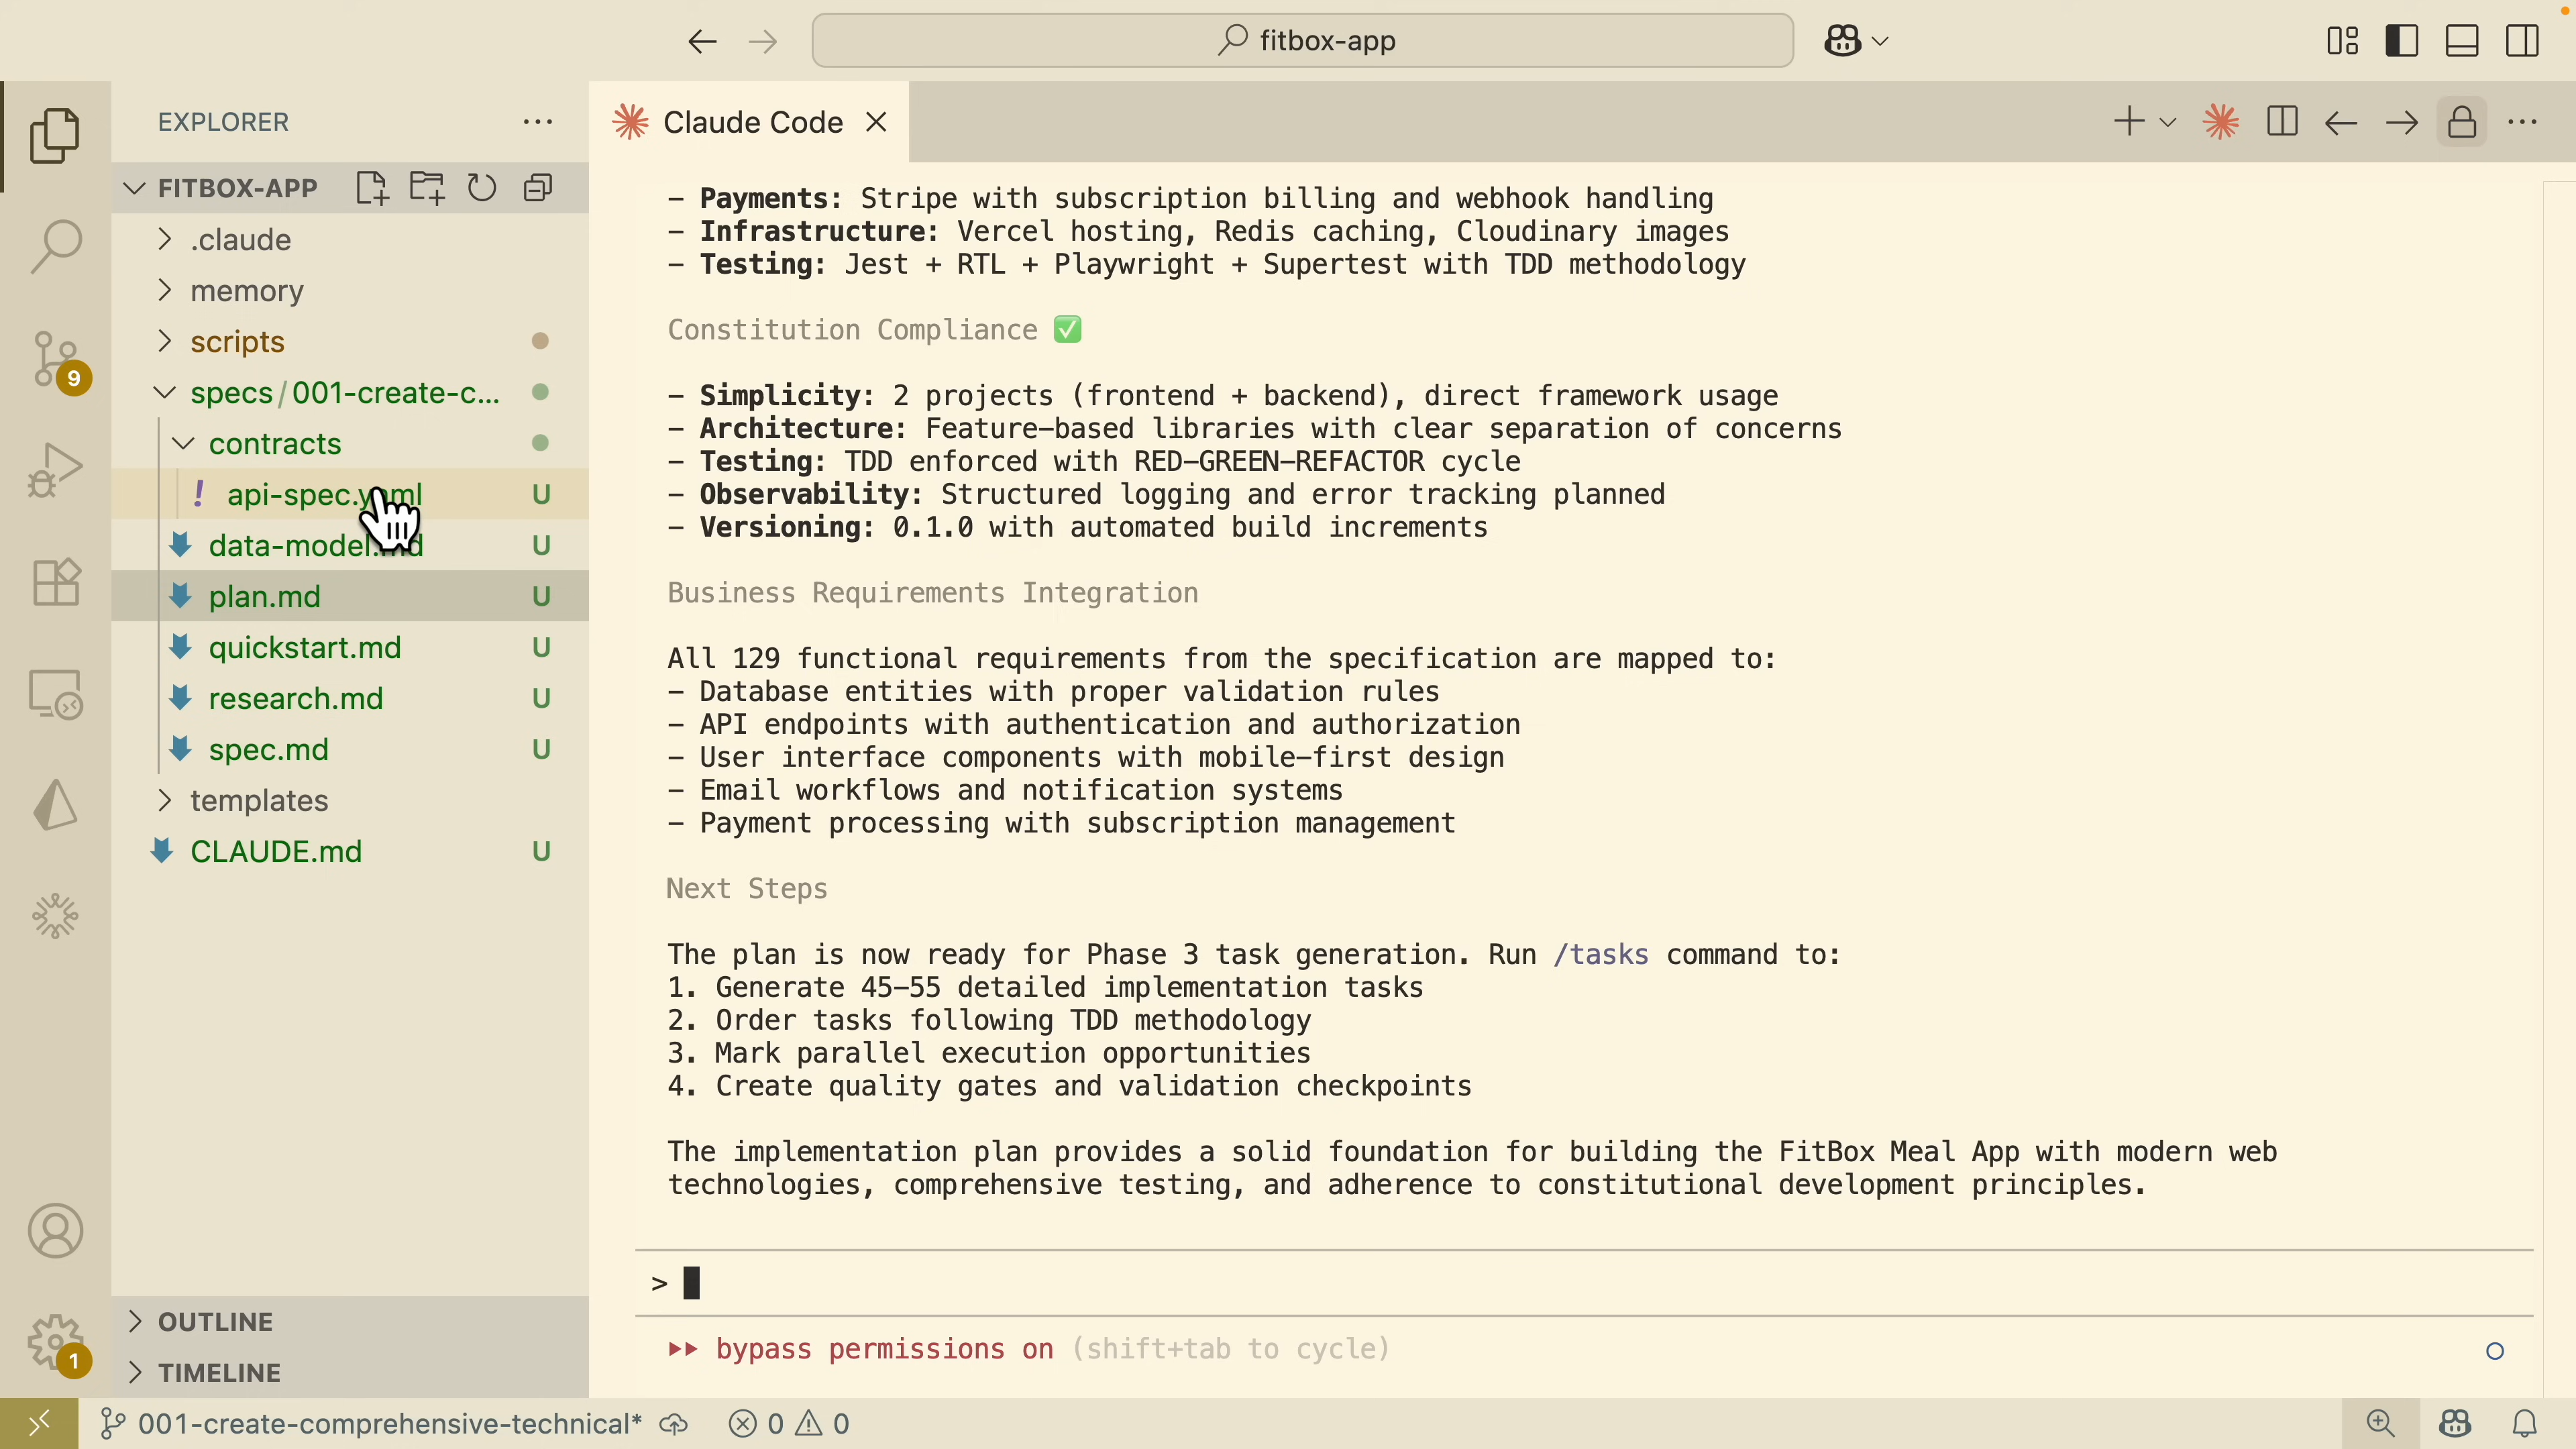 fitbox-app
EXPLORER
Claude Code
FITBOX-APP
.claude
memory
scripts
specs/001-create-c...
contracts
! api-spec.yaml U
data-model.md U
plan.md U
quickstart.md U
research.md U
spec.md U
templates
CLAUDE.md U
9
1
OUTLINE
TIMELINE
- Payments: Stripe with subscription billing and webhook handling
- Infrastructure: Vercel hosting, Redis caching, Cloudinary images
- Testing: Jest + RTL + Playwright + Supertest with TDD methodology
Constitution Compliance ✅
- Simplicity: 2 projects (frontend + backend), direct framework usage
- Architecture: Feature-based libraries with clear separation of concerns
- Testing: TDD enforced with RED-GREEN-REFACTOR cycle
- Observability: Structured logging and error tracking planned
- Versioning: 0.1.0 with automated build increments
Business Requirements Integration
All 129 functional requirements from the specification are mapped to:
- Database entities with proper validation rules
- API endpoints with authentication and authorization
- User interface components with mobile-first design
- Email workflows and notification systems
- Payment processing with subscription management
Next Steps
The plan is now ready for Phase 3 task generation. Run /tasks command to:
1. Generate 45-55 detailed implementation tasks
2. Order tasks following TDD methodology
3. Mark parallel execution opportunities
4. Create quality gates and validation checkpoints
The implementation plan provides a solid foundation for building the FitBox Meal App with modern web
technologies, comprehensive testing, and adherence to constitutional development principles.
>
bypass permissions on (shift+tab to cycle)
001-create-comprehensive-technical* 0 0